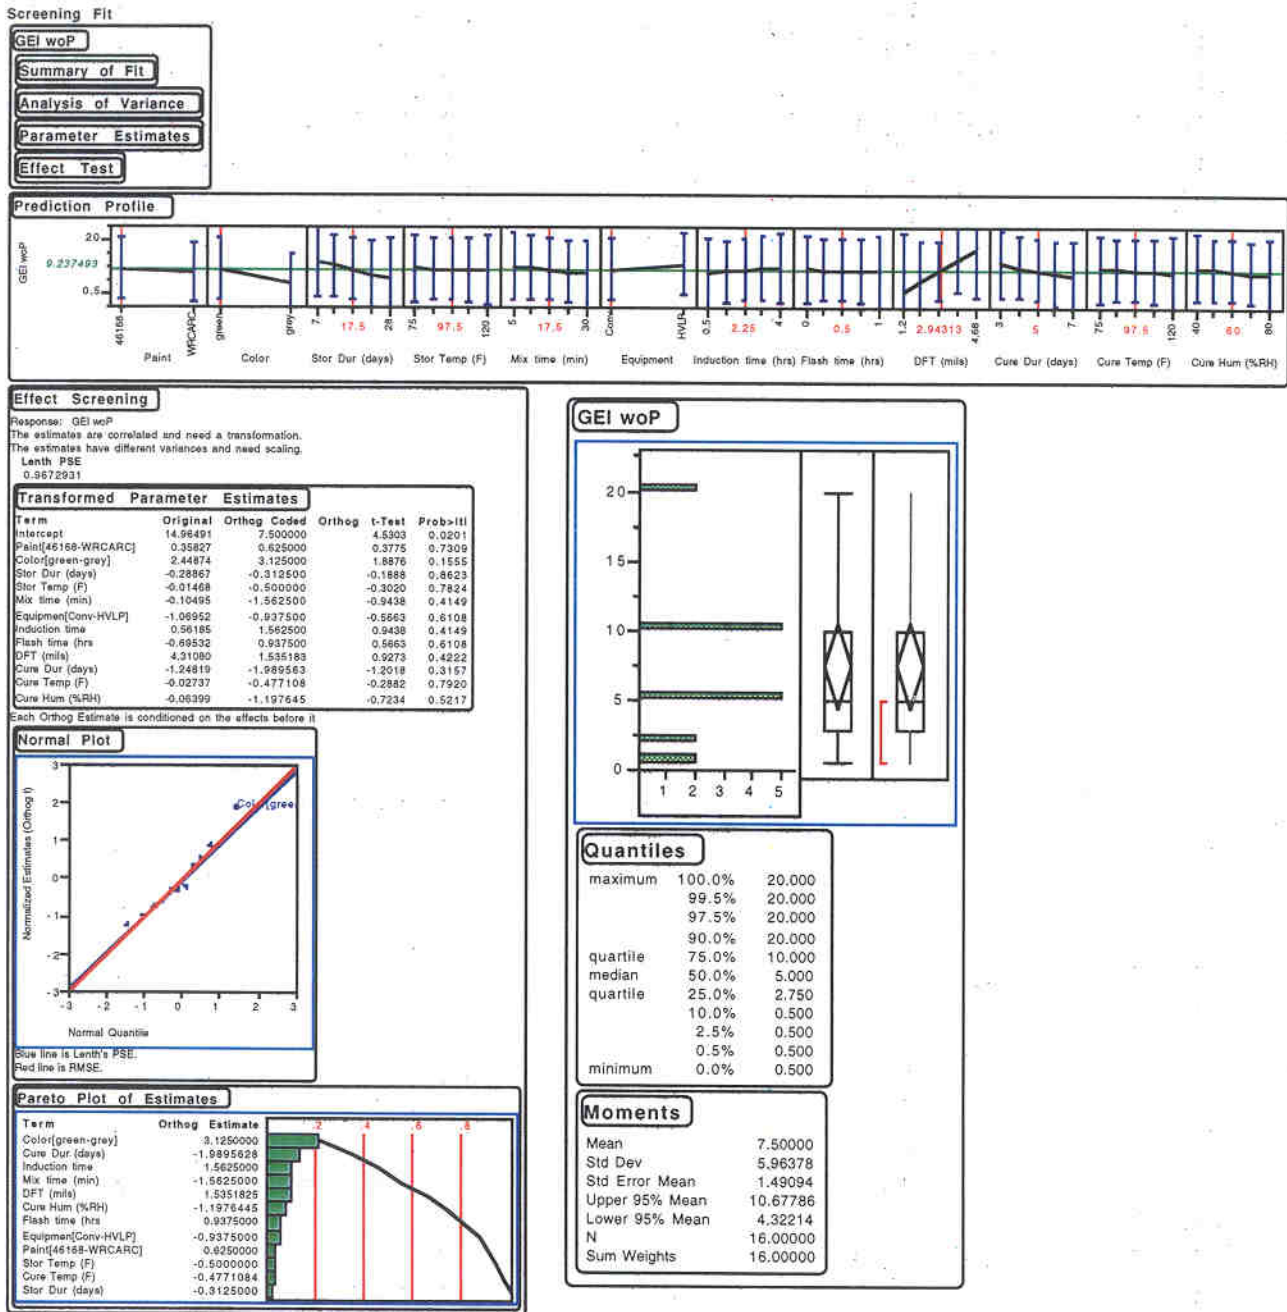 Screening Fit
GEI woP
Summary of Fit
Analysis of Variance
Parameter Estimates
Effect Test
Prediction Profile
GEI woP
20
9.237493
0.5
46168 WRCARC green grey 7 17.5 28 75 97.5 120 5 17.5 30 Conv HVLP 0.5 2.25 4 0 0.5 1 1.2 2.94313 4.68 3 5 7 75 97.5 120 40 60 80
Paint Color Stor Dur (days) Stor Temp (F) Mix time (min) Equipment Induction time (hrs) Flash time (hrs) DFT (mils) Cure Dur (days) Cure Temp (F) Cure Hum (%RH)
Effect Screening
Response: GEI woP
The estimates are correlated and need a transformation.
The estimates have different variances and need scaling.
Lenth PSE
0.9672931
Transformed Parameter Estimates
Term Original Orthog Coded Orthog t-Test Prob>|t|
Intercept 14.96491 7.500000 4.5303 0.0201
Paint[46168-WRCARC] 0.35827 0.625000 0.3775 0.7309
Color[green-grey] 2.44874 3.125000 1.8876 0.1555
Stor Dur (days) -0.28867 -0.312500 -0.1888 0.8623
Stor Temp (F) -0.01468 -0.500000 -0.3020 0.7824
Mix time (min) -0.10495 -1.562500 -0.9438 0.4149
Equipmen[Conv-HVLP] -1.06952 -0.937500 -0.5663 0.6108
Induction time 0.56185 1.562500 0.9438 0.4149
Flash time (hrs -0.69532 0.937500 0.5663 0.6108
DFT (mils) 4.31080 1.535183 0.9273 0.4222
Cure Dur (days) -1.24819 -1.989563 -1.2018 0.3157
Cure Temp (F) -0.02737 -0.477108 -0.2882 0.7920
Cure Hum (%RH) -0.06399 -1.197645 -0.7234 0.5217
Each Orthog Estimate is conditioned on the effects before it
Normal Plot
Normalized Estimates (Orthog t)
3
2
1
0
-1
-2
-3
Color[gree
-3 -2 -1 0 1 2 3
Normal Quantile
Blue line is Lenth's PSE.
Red line is RMSE.
Pareto Plot of Estimates
Term Orthog Estimate .2 .4 .6 .8
Color[green-grey] 3.1250000
Cure Dur (days) -1.9895628
Induction time 1.5625000
Mix time (min) -1.5625000
DFT (mils) 1.5351825
Cure Hum (%RH) -1.1976445
Flash time (hrs 0.9375000
Equipmen[Conv-HVLP] -0.9375000
Paint[46168-WRCARC] 0.6250000
Stor Temp (F) -0.5000000
Cure Temp (F) -0.4771084
Stor Dur (days) -0.3125000
GEI woP
20
15
10
5
0
1 2 3 4 5
Quantiles
maximum 100.0% 20.000
99.5% 20.000
97.5% 20.000
90.0% 20.000
quartile 75.0% 10.000
median 50.0% 5.000
quartile 25.0% 2.750
10.0% 0.500
2.5% 0.500
0.5% 0.500
minimum 0.0% 0.500
Moments
Mean 7.50000
Std Dev 5.96378
Std Error Mean 1.49094
Upper 95% Mean 10.67786
Lower 95% Mean 4.32214
N 16.00000
Sum Weights 16.00000